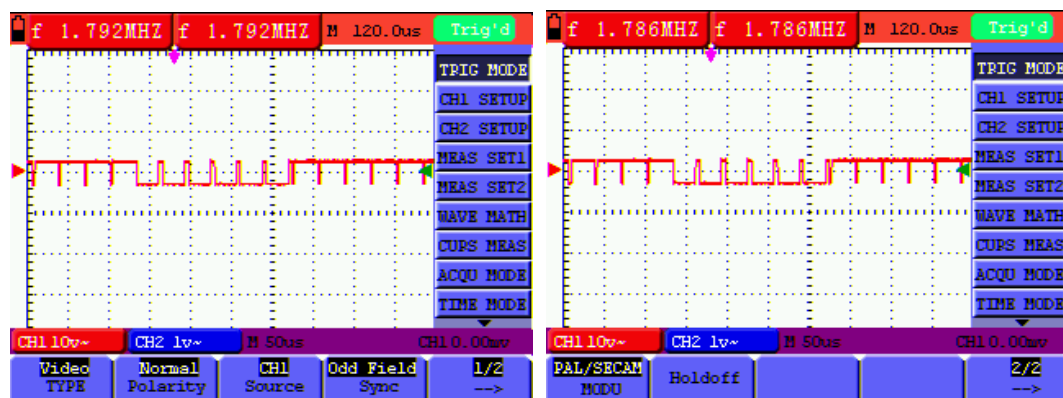 f 1.792MHZ f 1.792MHZ M 120.0us Trig'd
TRIG MODE
CH1 SETUP
CH2 SETUP
MEAS SET1
MEAS SET2
WAVE MATH
CUPS MEAS
ACQU MODE
TIME MODE
CH1 10v~ CH2 1v~ M 50us CH1 0.00mv
Video Normal CH1 Odd Field 1/2
TYPE Polarity Source Sync -->
f 1.786MHZ f 1.786MHZ M 120.0us Trig'd
TRIG MODE
CH1 SETUP
CH2 SETUP
MEAS SET1
MEAS SET2
WAVE MATH
CUPS MEAS
ACQU MODE
TIME MODE
CH1 10v~ CH2 1v~ M 50us CH1 0.00mv
PAL/SECAM Holdoff 2/2
MODU -->